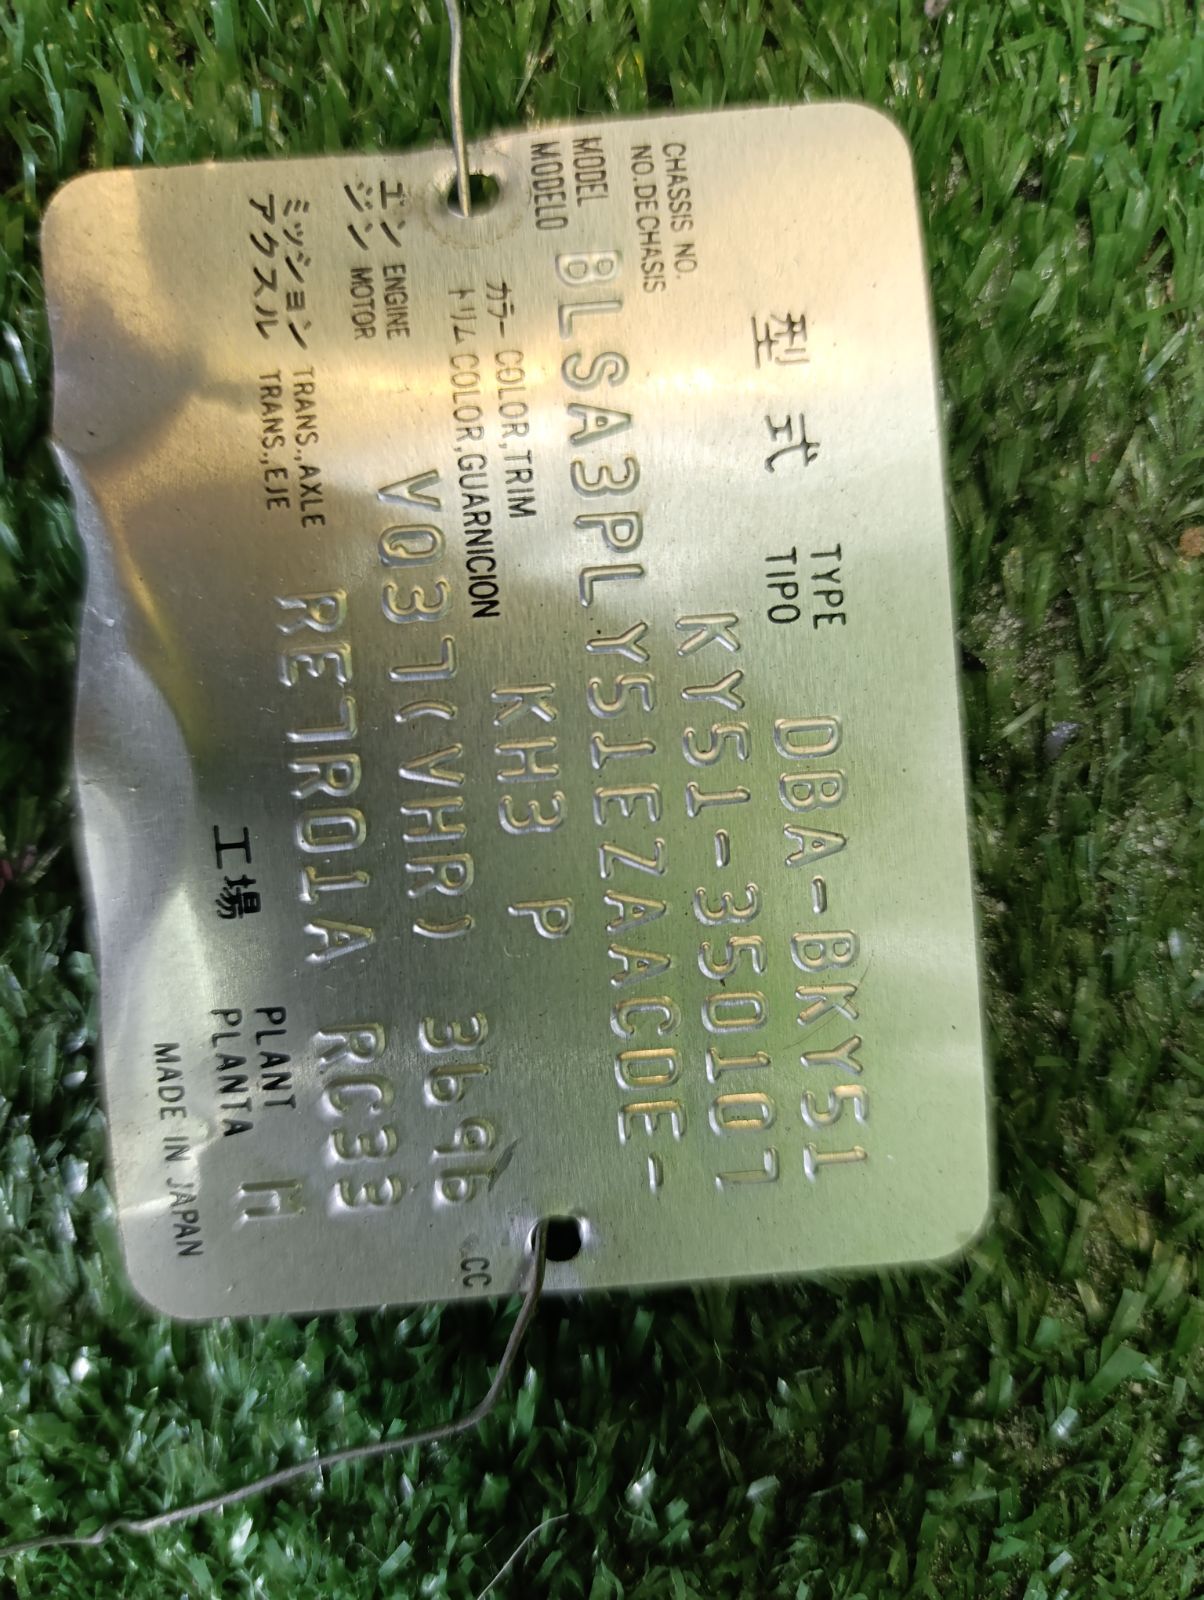 型式 TYPE DBA-BKY51
TIPO
CHASSIS NO. KY51-350107
NO.DE CHASIS
MODEL BLSA3PLY51EZAACDE-
MODELO
カラー COLOR,TRIM KH3 P
トリム COLOR,GUARNICION
エン ENGINE VQ37(VHR) 3696 CC
ジン MOTOR
ミッション TRANS.,AXLE RE7R01A RC33
アクスル TRANS.,EJE
工場 PLANT M
PLANTA
MADE IN JAPAN